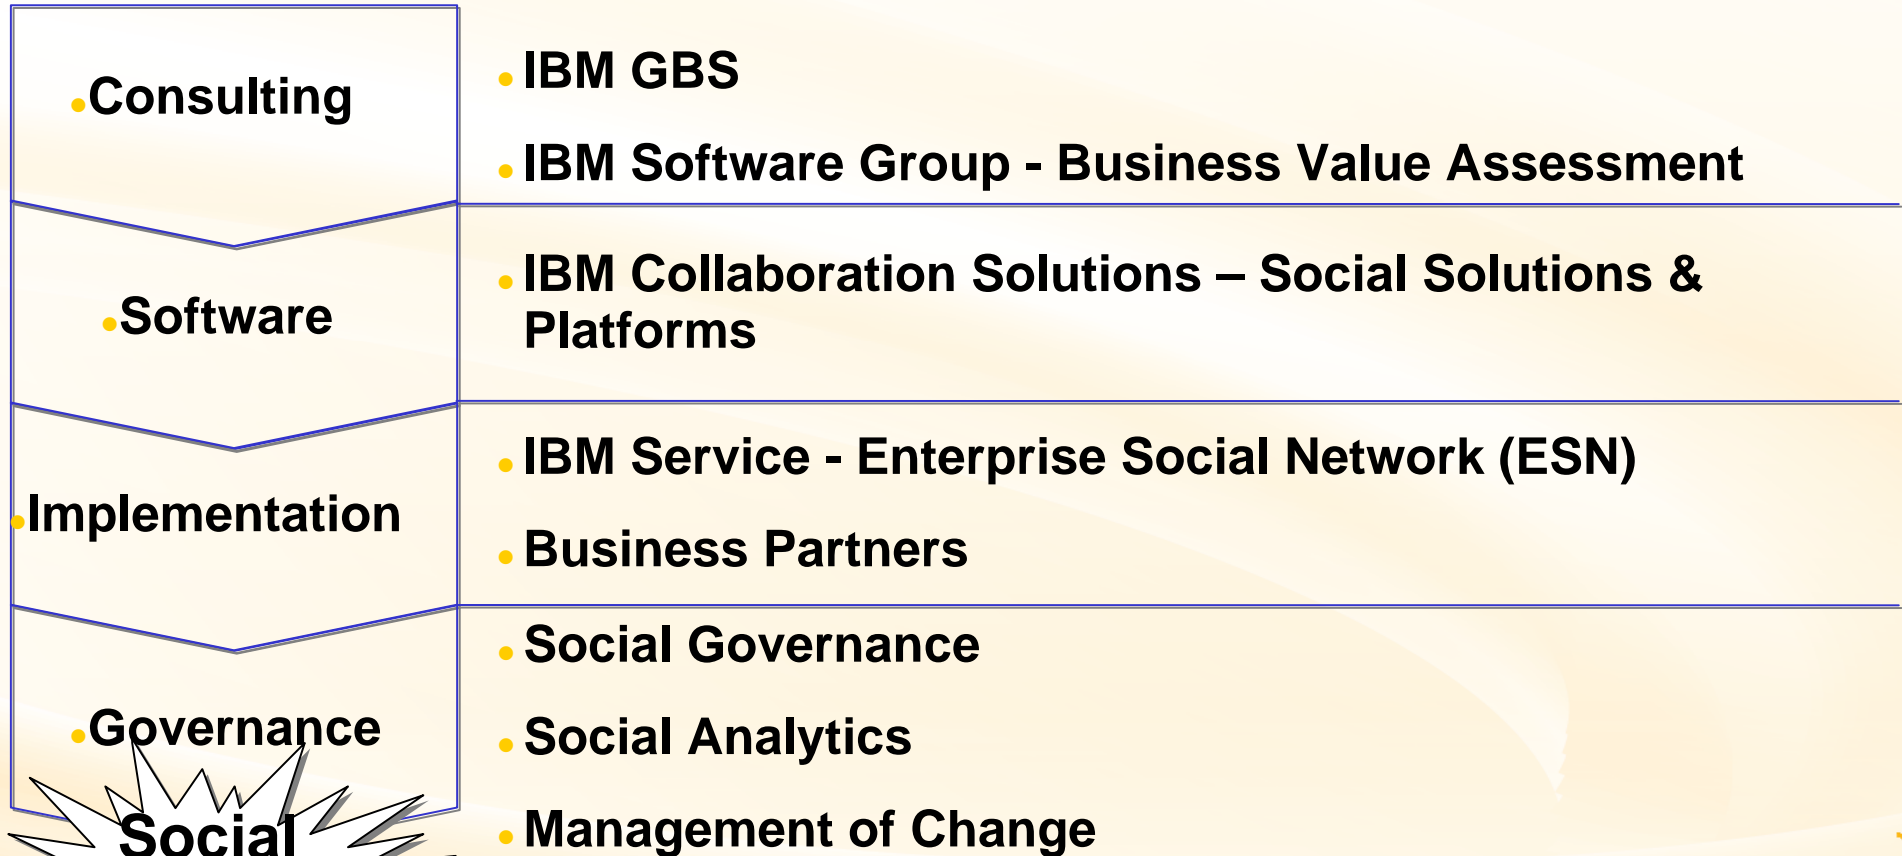 Consulting
IBM GBS
IBM Software Group - Business Value Assessment
Software
IBM Collaboration Solutions – Social Solutions &
Platforms
Implementation
IBM Service - Enterprise Social Network (ESN)
Business Partners
Governance
Social Governance
Social Analytics
Management of Change
Social